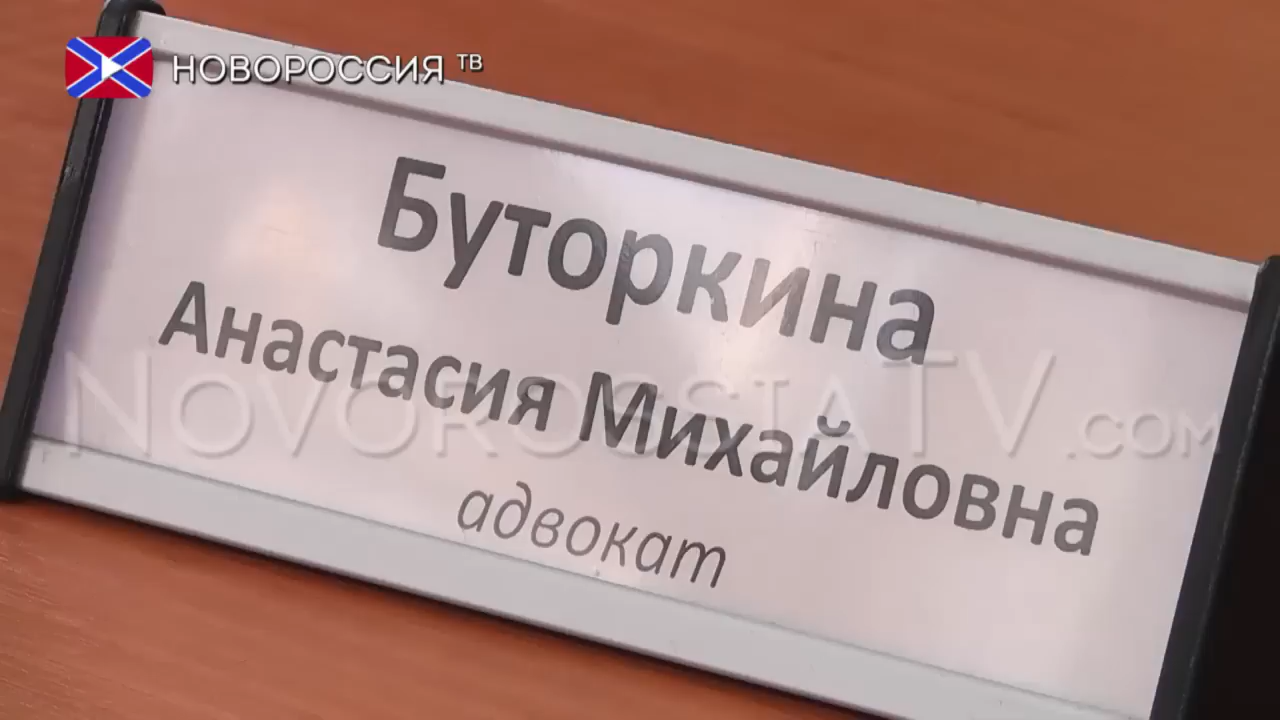 НОВОРОССИЯ ТВ
Буторкина
Анастасия Михайловна
NOVOROSSIATV.COM
адвокат